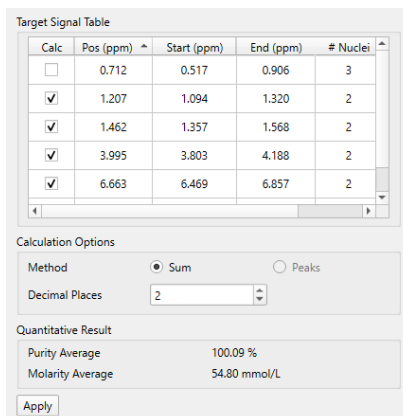 Target Signal Table
Calc Pos (ppm) Start (ppm) End (ppm) # Nuclei
0.712 0.517 0.906 3
1.207 1.094 1.320 2
1.462 1.357 1.568 2
3.995 3.803 4.188 2
6.663 6.469 6.857 2
Calculation Options
Method Sum Peaks
Decimal Places 2
Quantitative Result
Purity Average 100.09 %
Molarity Average 54.80 mmol/L
Apply